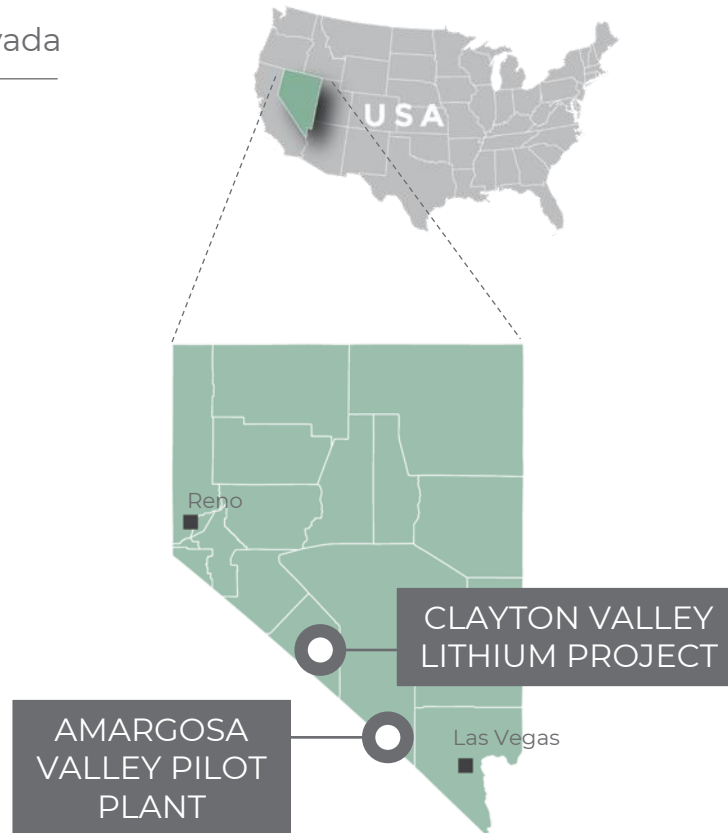 vada
USA
Reno
CLAYTON VALLEY
LITHIUM PROJECT
AMARGOSA
VALLEY PILOT
PLANT
Las Vegas